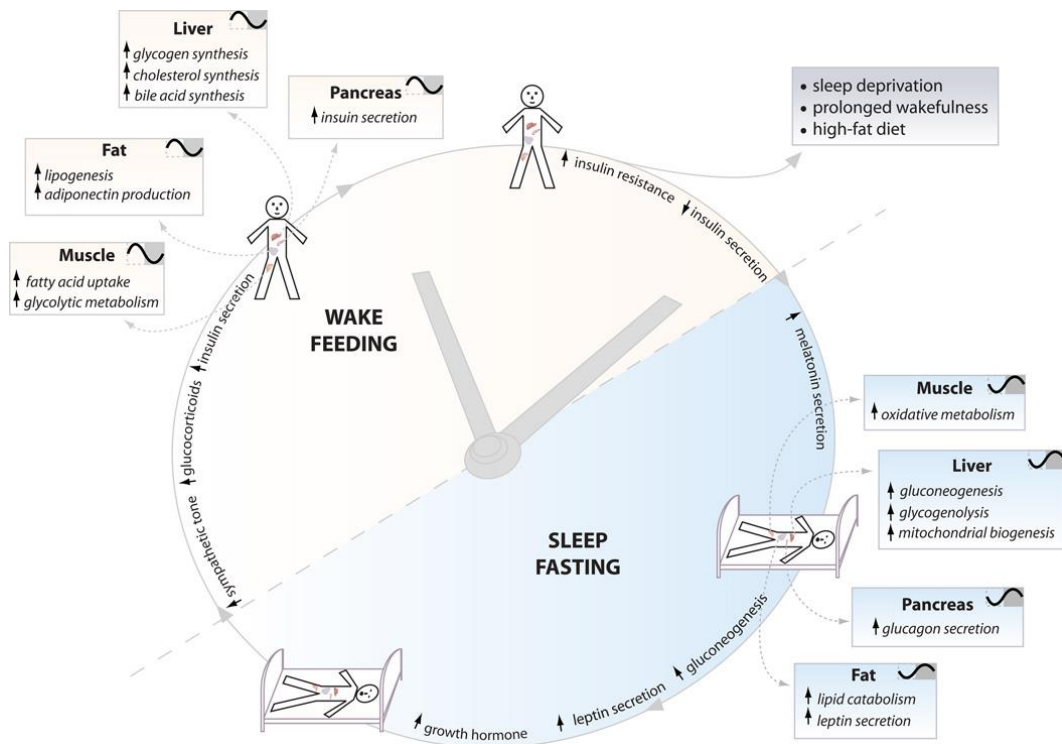 Liver
glycogen synthesis
cholesterol synthesis
bile acid synthesis
Pancreas
insuin secretion
• sleep deprivation
• prolonged wakefulness
• high-fat diet
Fat
lipogenesis
adiponectin production
Muscle
fatty acid uptake
glycolytic metabolism
insulin resistance
insulin secretion
WAKE
FEEDING
insulin secretion
glucocorticoids
sympathetic tone
melatonin secretion
Muscle
oxidative metabolism
Liver
gluconeogenesis
glycogenolysis
mitochondrial biogenesis
SLEEP
FASTING
Pancreas
glucagon secretion
Fat
lipid catabolism
leptin secretion
gluconeogenesis
leptin secretion
growth hormone